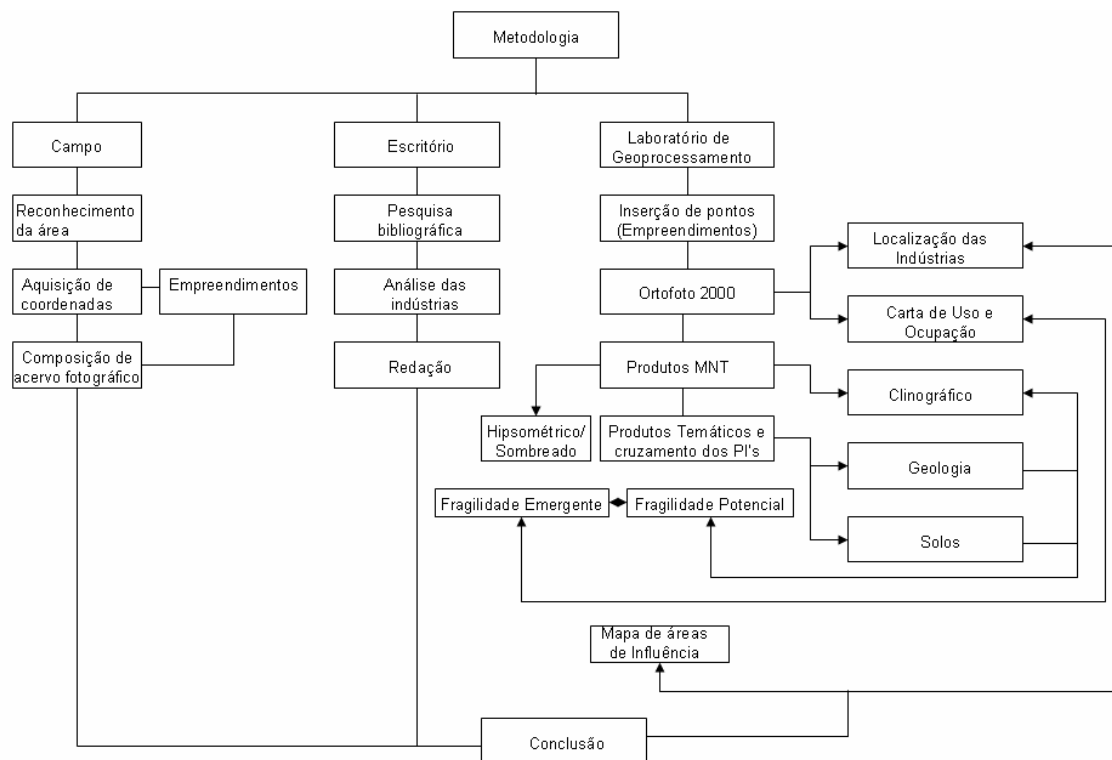 Metodologia
Campo
Escritório
Laboratório de
Geoprocessamento
Reconhecimento
da área
Pesquisa
bibliográfica
Inserção de pontos
(Empreendimentos)
Localização das
Indústrias
Aquisição de
coordenadas
Empreendimentos
Análise das
indústrias
Ortofoto 2000
Carta de Uso e
Ocupação
Composição de
acervo fotográfico
Redação
Produtos MNT
Clinográfico
Hipsométrico/
Sombreado
Produtos Temáticos e
cruzamento dos PI's
Geologia
Fragilidade Emergente
Fragilidade Potencial
Solos
Mapa de áreas
de Influência
Conclusão